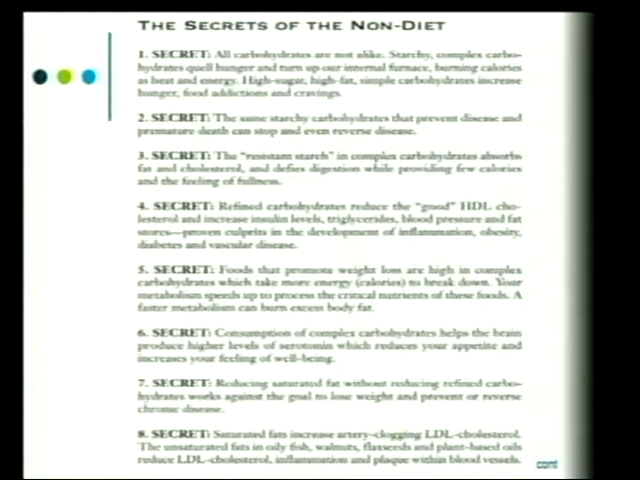 THE SECRETS OF THE NON-DIET
1. SECRET: All carbohydrates are not alike. Starchy, complex carbo-
hydrates quell hunger and turn up our internal furnace, burning calories
as heat and energy. High-sugar, high-fat, simple carbohydrates increase
hunger, food addictions and cravings.
2. SECRET: The same starchy carbohydrates that prevent disease and
premature death can stop and even reverse disease.
3. SECRET: The "resistant starch" in complex carbohydrates absorbs
fat and cholesterol, and defies digestion while providing few calories
and the feeling of fullness.
4. SECRET: Refined carbohydrates reduce the "good" HDL cho-
lesterol and increase insulin levels, triglycerides, blood pressure and fat
stores—proven culprits in the development of inflammation, obesity,
diabetes and vascular disease.
5. SECRET: Foods that promote weight loss are high in complex
carbohydrates which take more energy (calories) to break down. Your
metabolism speeds up to process the critical nutrients of these foods. A
faster metabolism can burn excess body fat.
6. SECRET: Consumption of complex carbohydrates helps the brain
produce higher levels of serotonin which reduces your appetite and
increases your feeling of well-being.
7. SECRET: Reducing saturated fat without reducing refined carbo-
hydrates works against the goal to lose weight and prevent or reverse
chronic disease.
8. SECRET: Saturated fats increase artery-clogging LDL-cholesterol.
The unsaturated fats in oily fish, walnuts, flaxseeds and plant-based oils
reduce LDL-cholesterol, inflammation and plaque within blood vessels.
cont